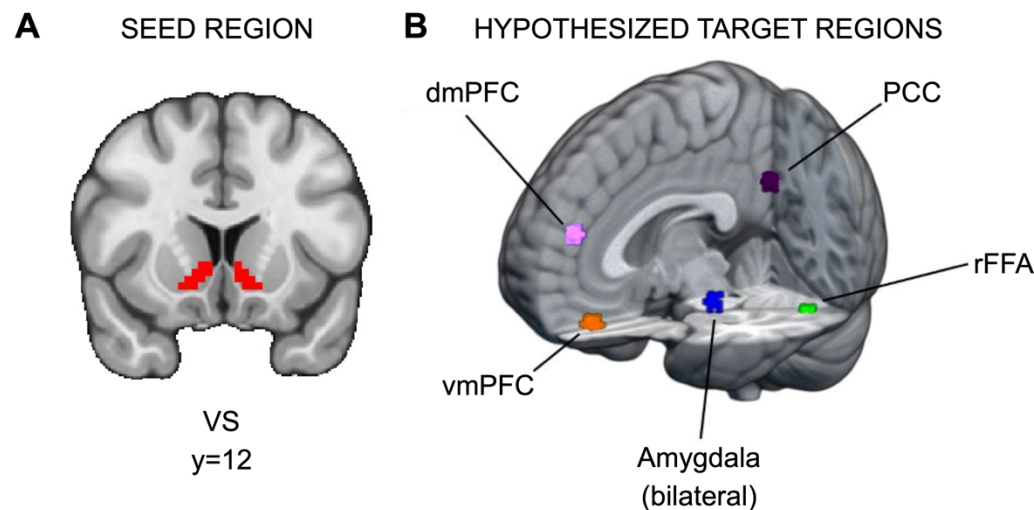 A SEED REGION
B HYPOTHESIZED TARGET REGIONS
dmPFC
PCC
rFFA
vmPFC
Amygdala
(bilateral)
VS
y=12